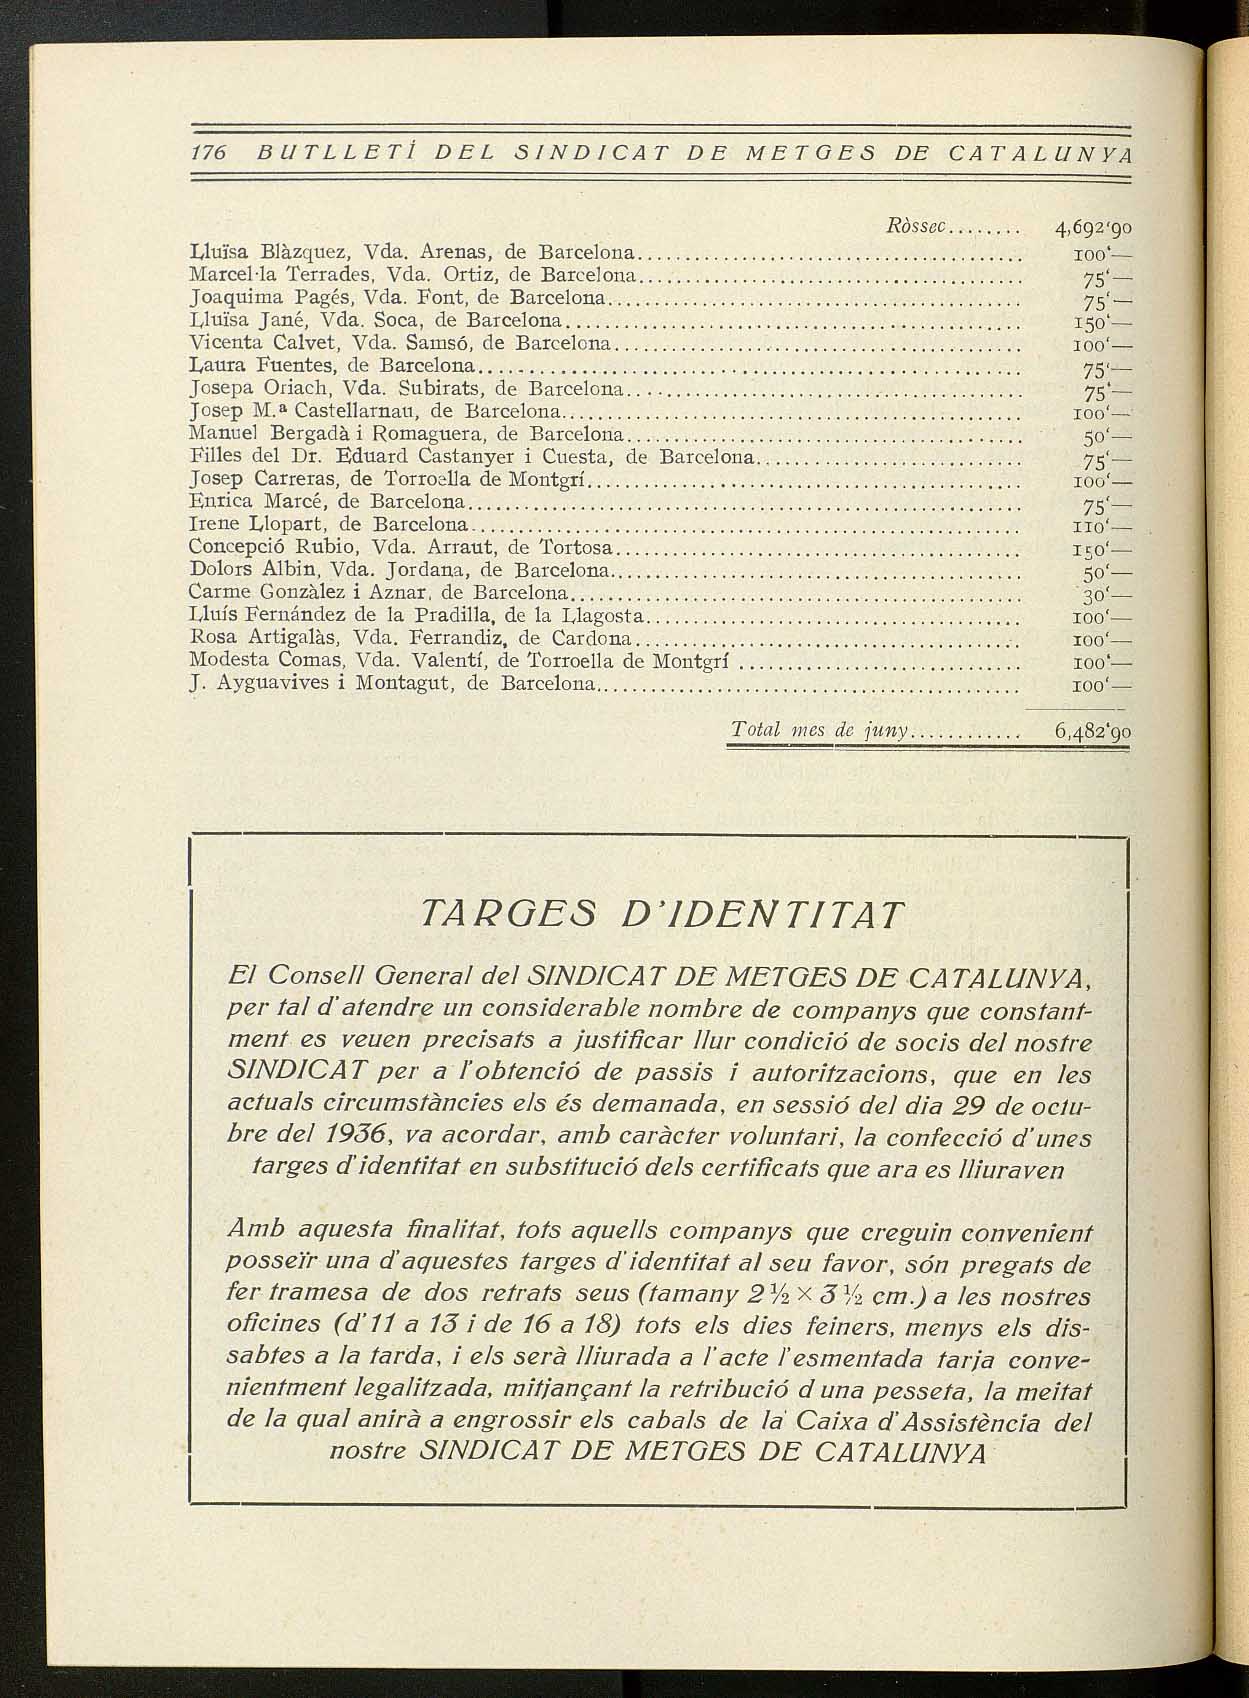 176 BUTLLETÍ DEL SINDICAT DE METGES DE CATALUNYA
Ròssec........ 4,692'90
Lluïsa Blàzquez, Vda. Arenas, de Barcelona........ 100'—
Marcel·la Terrades, Vda. Ortiz, de Barcelona........ 75'—
Joaquima Pagés, Vda. Font, de Barcelona........ 75'—
Lluïsa Jané, Vda. Soca, de Barcelona........ 150'—
Vicenta Calvet, Vda. Samsó, de Barcelona........ 100'—
Laura Fuentes, de Barcelona........ 75'—
Josepa Oriach, Vda. Subirats, de Barcelona........ 75'—
Josep M.ª Castellarnau, de Barcelona........ 100'—
Manuel Bergadà i Romaguera, de Barcelona........ 50'—
Filles del Dr. Eduard Castanyer i Cuesta, de Barcelona........ 75'—
Josep Carreras, de Torroella de Montgrí........ 100'—
Enrica Marcé, de Barcelona........ 75'—
Irene Llopart, de Barcelona........ 110'—
Concepció Rubio, Vda. Arraut, de Tortosa........ 150'—
Dolors Albin, Vda. Jordana, de Barcelona........ 50'—
Carme Gonzàlez i Aznar, de Barcelona........ 30'—
Lluís Fernández de la Pradilla, de la Llagosta........ 100'—
Rosa Artigalàs, Vda. Ferrandiz, de Cardona........ 100'—
Modesta Comas, Vda. Valentí, de Torroella de Montgrí ........ 100'—
J. Ayguavives i Montagut, de Barcelona........ 100'—
Total mes de juny............ 6,482'90
TARGES D'IDENTITAT
El Consell General del SINDICAT DE METGES DE CATALUNYA,
per tal d'atendre un considerable nombre de companys que constant-
ment es veuen precisats a justificar llur condició de socis del nostre
SINDICAT per a l'obtenció de passis i autoritzacions, que en les
actuals circumstàncies els és demanada, en sessió del dia 29 de octu-
bre del 1936, va acordar, amb caràcter voluntari, la confecció d'unes
targes d'identitat en substitució dels certificats que ara es lliuraven
Amb aquesta finalitat, tots aquells companys que creguin convenient
posseïr una d'aquestes targes d'identitat al seu favor, són pregats de
fer tramesa de dos retrats seus (tamany 2 ½ × 3 ½ cm.) a les nostres
oficines (d'11 a 13 i de 16 a 18) tots els dies feiners, menys els dis-
sabtes a la tarda, i els serà lliurada a l'acte l'esmentada tarja conve-
nientment legalitzada, mitjançant la retribució d una pesseta, la meitat
de la qual anirà a engrossir els cabals de la Caixa d'Assistència del
nostre SINDICAT DE METGES DE CATALUNYA